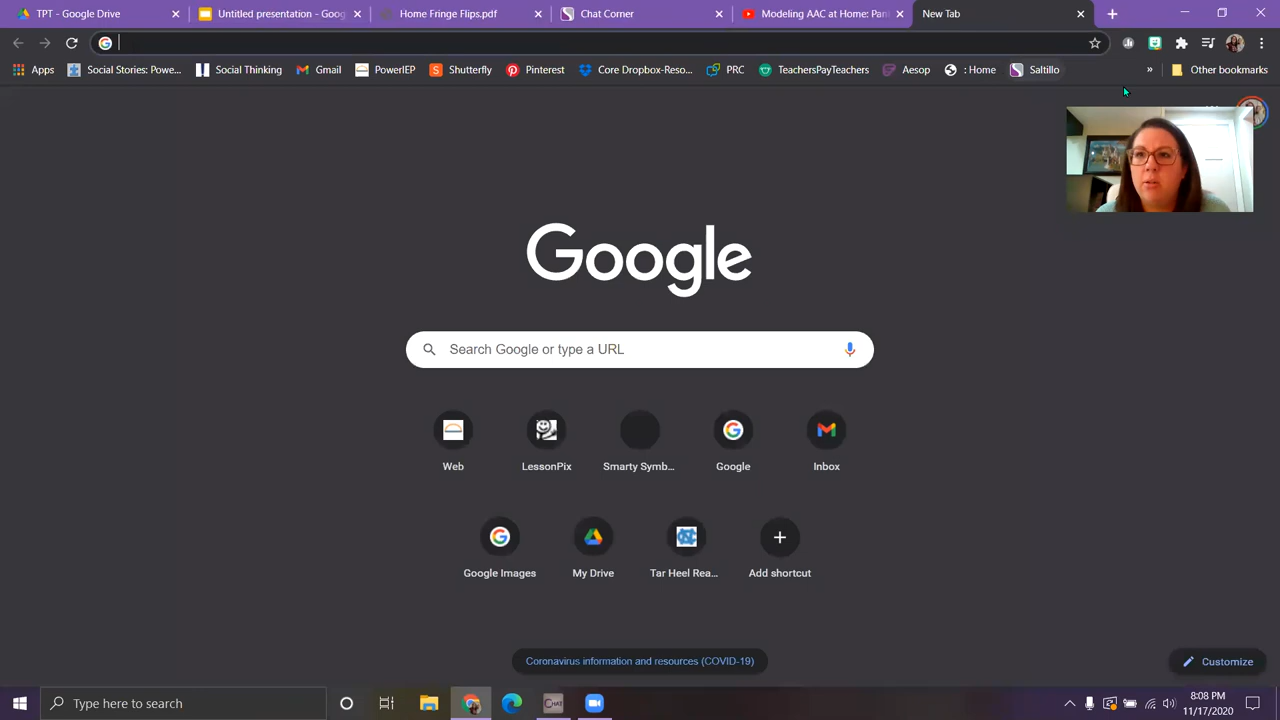 TPT - Google Drive
Untitled presentation - Goog
Home Fringe Flips.pdf
Chat Corner
Modeling AAC at Home: Pan
New Tab
Apps
Social Stories: Powe...
Social Thinking
Gmail
PowerIEP
Shutterfly
Pinterest
Core Dropbox-Reso...
PRC
TeachersPayTeachers
Aesop
: Home
Saltillo
»
Other bookmarks
Google
Search Google or type a URL
Web
LessonPix
Smarty Symb...
Google
Inbox
Google Images
My Drive
Tar Heel Rea...
Add shortcut
Coronavirus information and resources (COVID-19)
Customize
Type here to search
CHAT
8:08 PM
11/17/2020